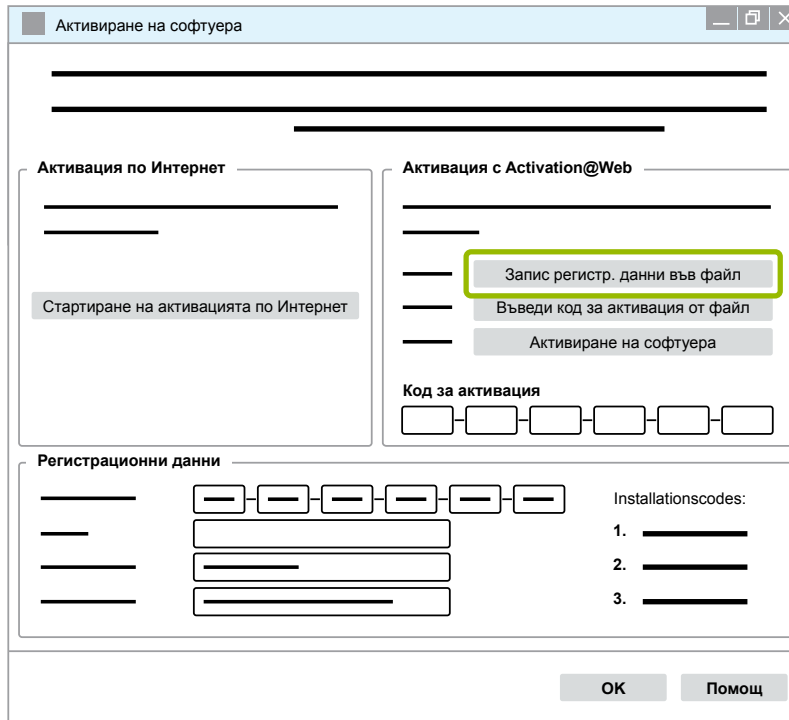 Активиране на софтуера
Активация по Интернет
Активация с Activation@Web
Запис регистр. данни във файл
Стартиране на активацията по Интернет
Въведи код за активация от файл
Активиране на софтуера
Код за активация
Регистрационни данни
Installationscodes:
1.
2.
3.
OK
Помощ